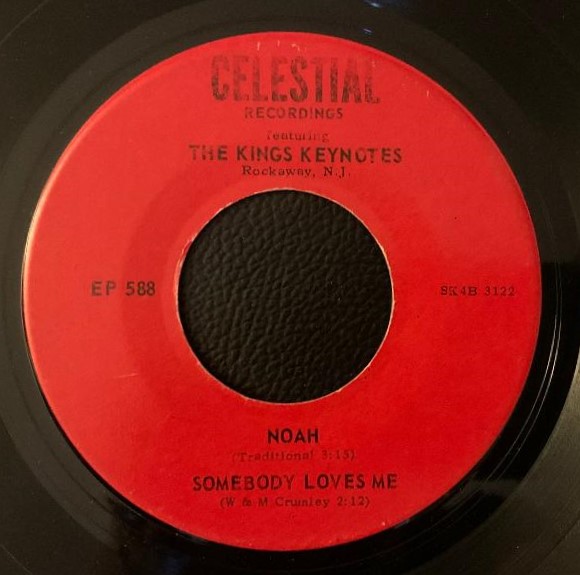 CELESTIAL
RECORDINGS
featuring
THE KINGS KEYNOTES
Rockaway, N.J.
EP 588
SK4B 3122
NOAH
(Traditional 3:15)
SOMEBODY LOVES ME
(W & M Crumley 2:12)